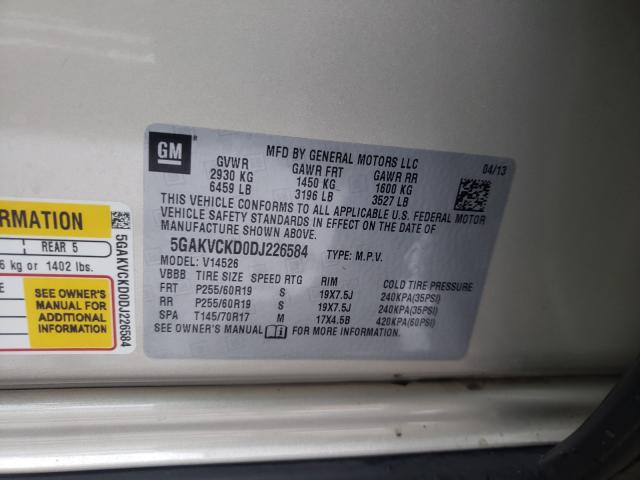 GM
MFD BY GENERAL MOTORS LLC
04/13
GVWR GAWR FRT GAWR RR
2930 KG 1450 KG 1600 KG
6459 LB 3196 LB 3527 LB
THIS VEHICLE CONFORMS TO ALL APPLICABLE U.S. FEDERAL MOTOR
VEHICLE SAFETY STANDARDS IN EFFECT ON THE DATE OF
MANUFACTURE SHOWN ABOVE.
5GAKVCKD0DJ226584 TYPE: M.P.V.
MODEL: V14526
VBBB TIRE SIZE SPEED RTG RIM COLD TIRE PRESSURE
FRT P255/60R19 S 19X7.5J 240KPA(35PSI)
RR P255/60R19 S 19X7.5J 240KPA(35PSI)
SPA T145/70R17 M 17X4.5B 420KPA(60PSI)
SEE OWNER'S MANUAL FOR MORE INFORMATION.
FORMATION
REAR 5
6 kg or 1402 lbs.
SEE OWNER'S
MANUAL FOR
ADDITIONAL
INFORMATION
5GAKVCKD0DJ226584